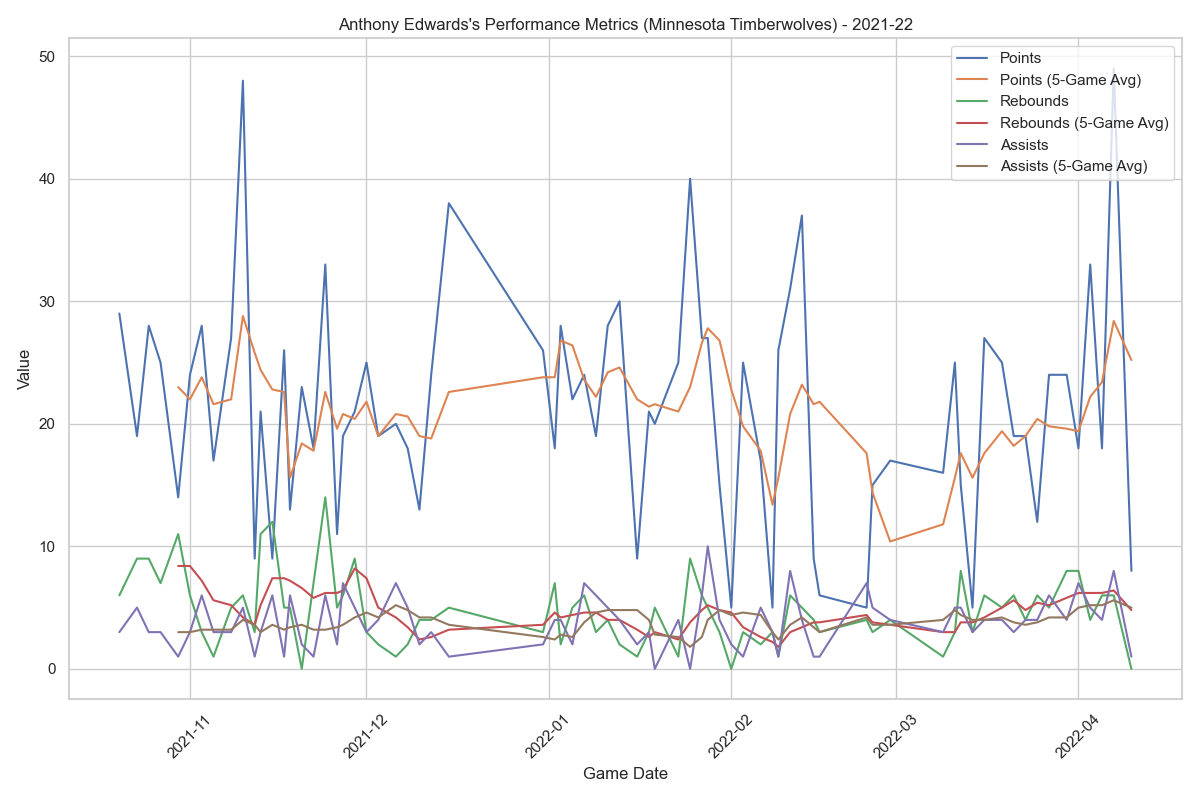 Anthony Edwards's Performance Metrics (Minnesota Timberwolves) - 2021-22
50
40
30
20
10
0
Value
Points
Points (5-Game Avg)
Rebounds
Rebounds (5-Game Avg)
Assists
Assists (5-Game Avg)
2021-11
2021-12
2022-01
2022-02
2022-03
2022-04
Game Date